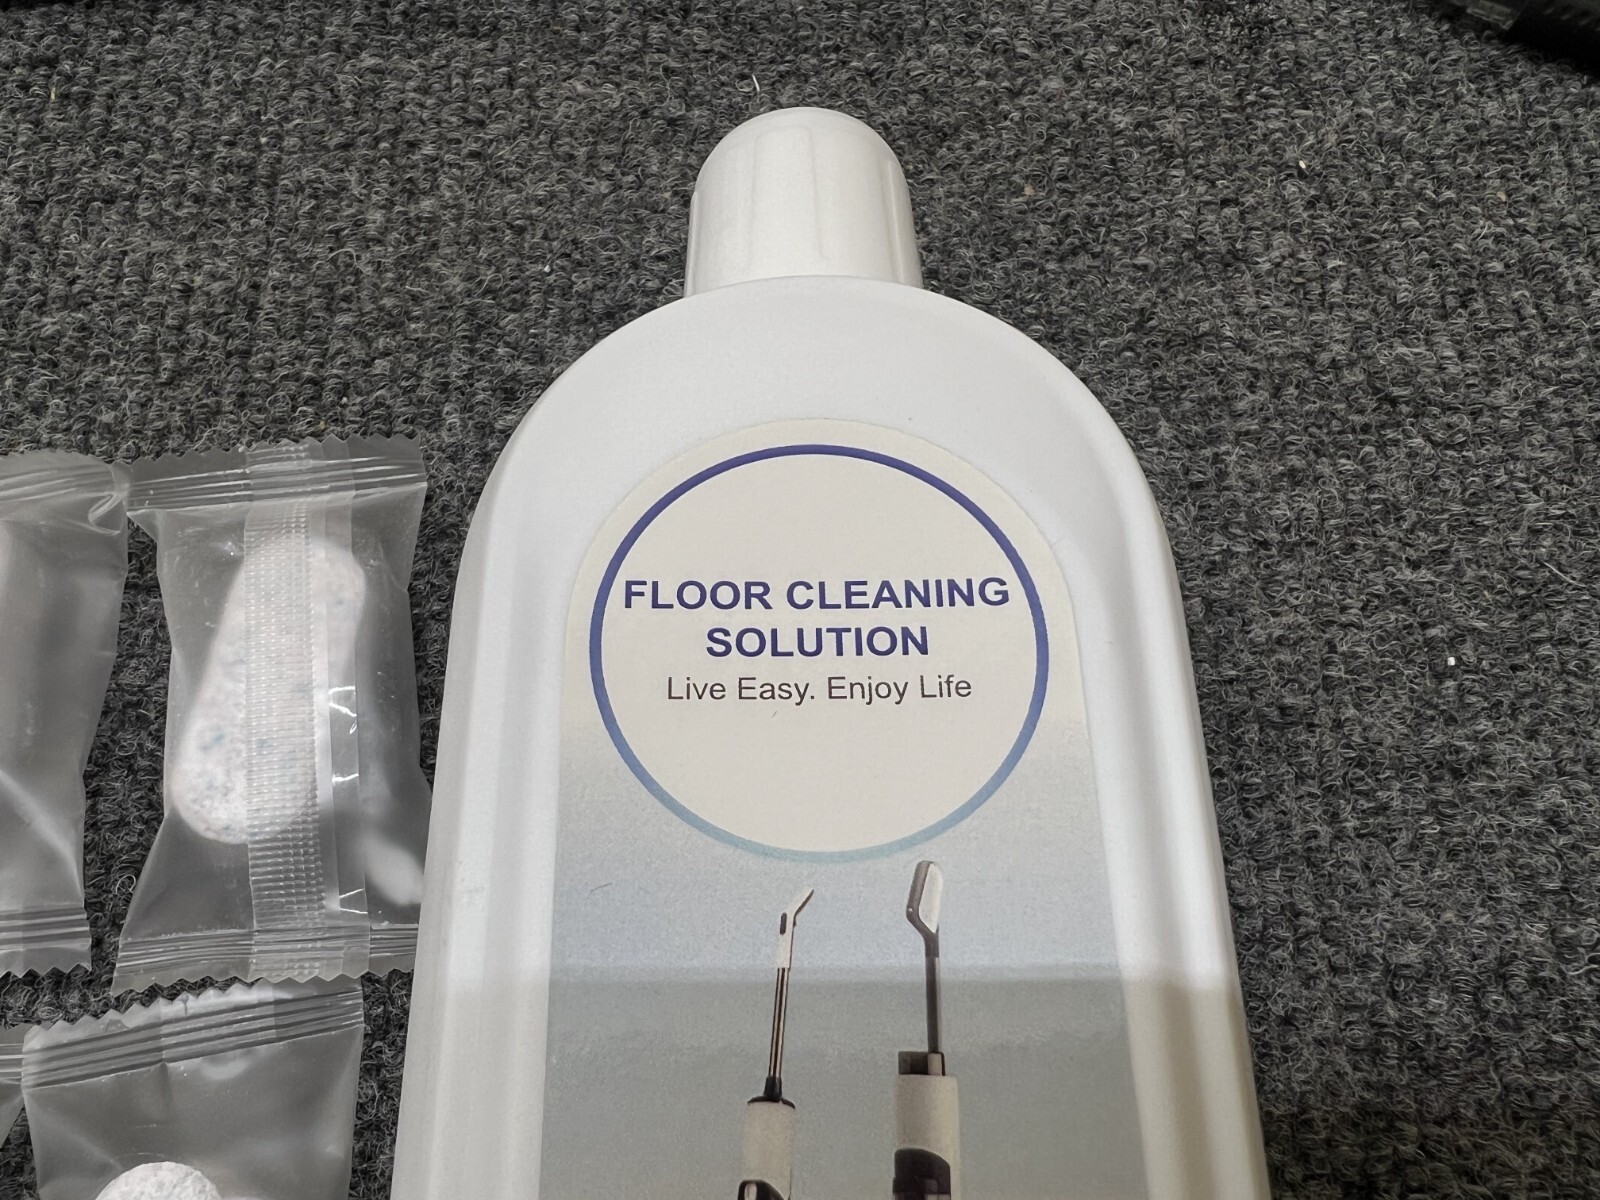 FLOOR CLEANING
SOLUTION
Live Easy. Enjoy Life